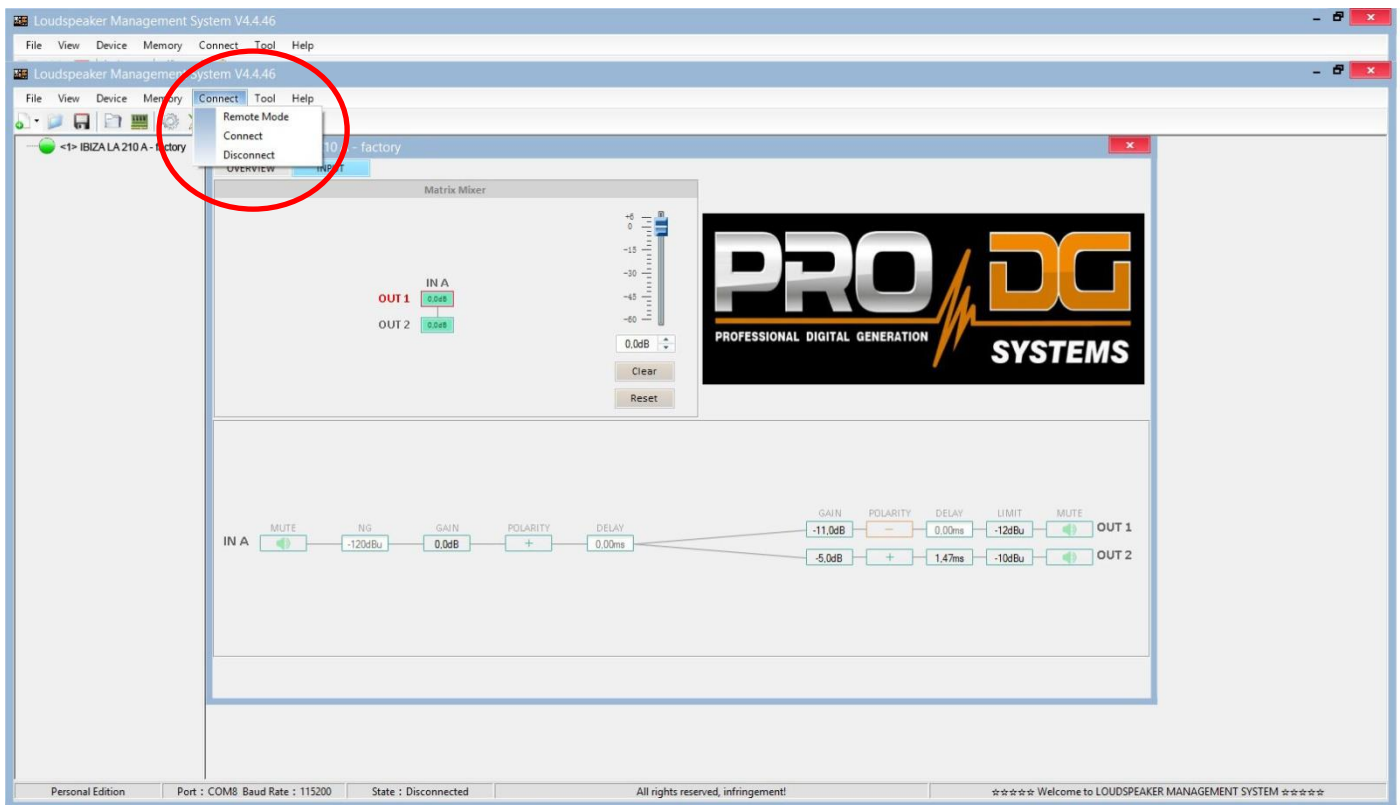 Loudspeaker Management System V4.4.46
File View Device Memory Connect Tool Help
Loudspeaker Management System V4.4.46
File View Device Memory Connect Tool Help
Remote Mode
Connect
Disconnect
<1> IBIZA LA 210 A - factory
10 - factory
OVERVIEW INPUT
Matrix Mixer
+6
0
-15
-30
-45
-60
IN A
OUT 1 0,0dB
OUT 2 0,0dB
0,0dB
Clear
Reset
PRO DG
PROFESSIONAL DIGITAL GENERATION
SYSTEMS
GAIN POLARITY DELAY LIMIT MUTE
-11,0dB − 0.00ms -12dBu OUT 1
MUTE NG GAIN POLARITY DELAY
IN A -120dBu 0,0dB + 0,00ms
-5,0dB + 1,47ms -10dBu OUT 2
Personal Edition Port : COM8 Baud Rate : 115200 State : Disconnected All rights reserved, infringement! ☆☆☆☆☆ Welcome to LOUDSPEAKER MANAGEMENT SYSTEM ☆☆☆☆☆